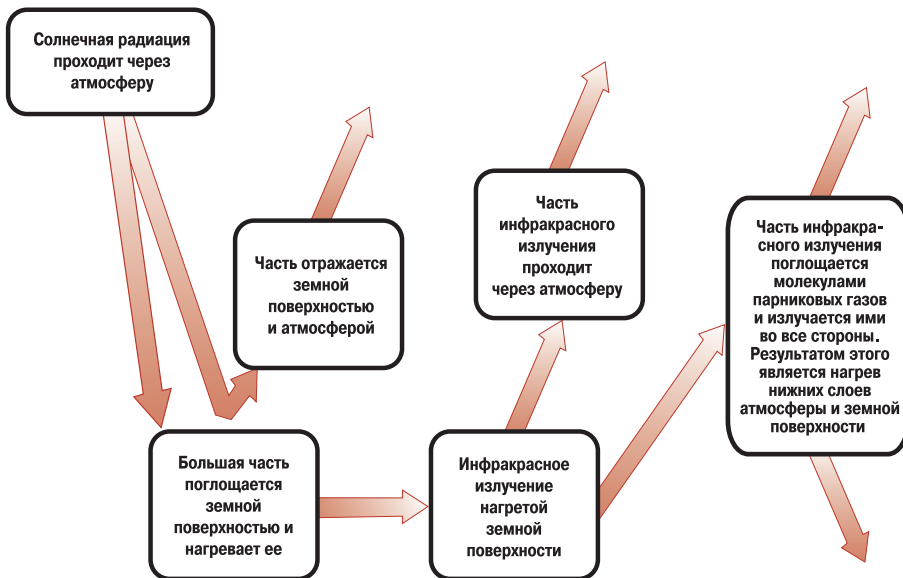 Солнечная радиация
проходит через
атмосферу
Часть отражается
земной
поверхностью
и атмосферой
Часть
инфракрасного
излучения
проходит
через атмосферу
Часть инфракра-
сного излучения
поглощается
молекулами
парниковых газов
и излучается ими
во все стороны.
Результатом этого
является нагрев
нижних слоев
атмосферы и земной
поверхности
Большая часть
поглощается
земной
поверхностью и
нагревает ее
Инфракрасное
излучение
нагретой
земной
поверхности